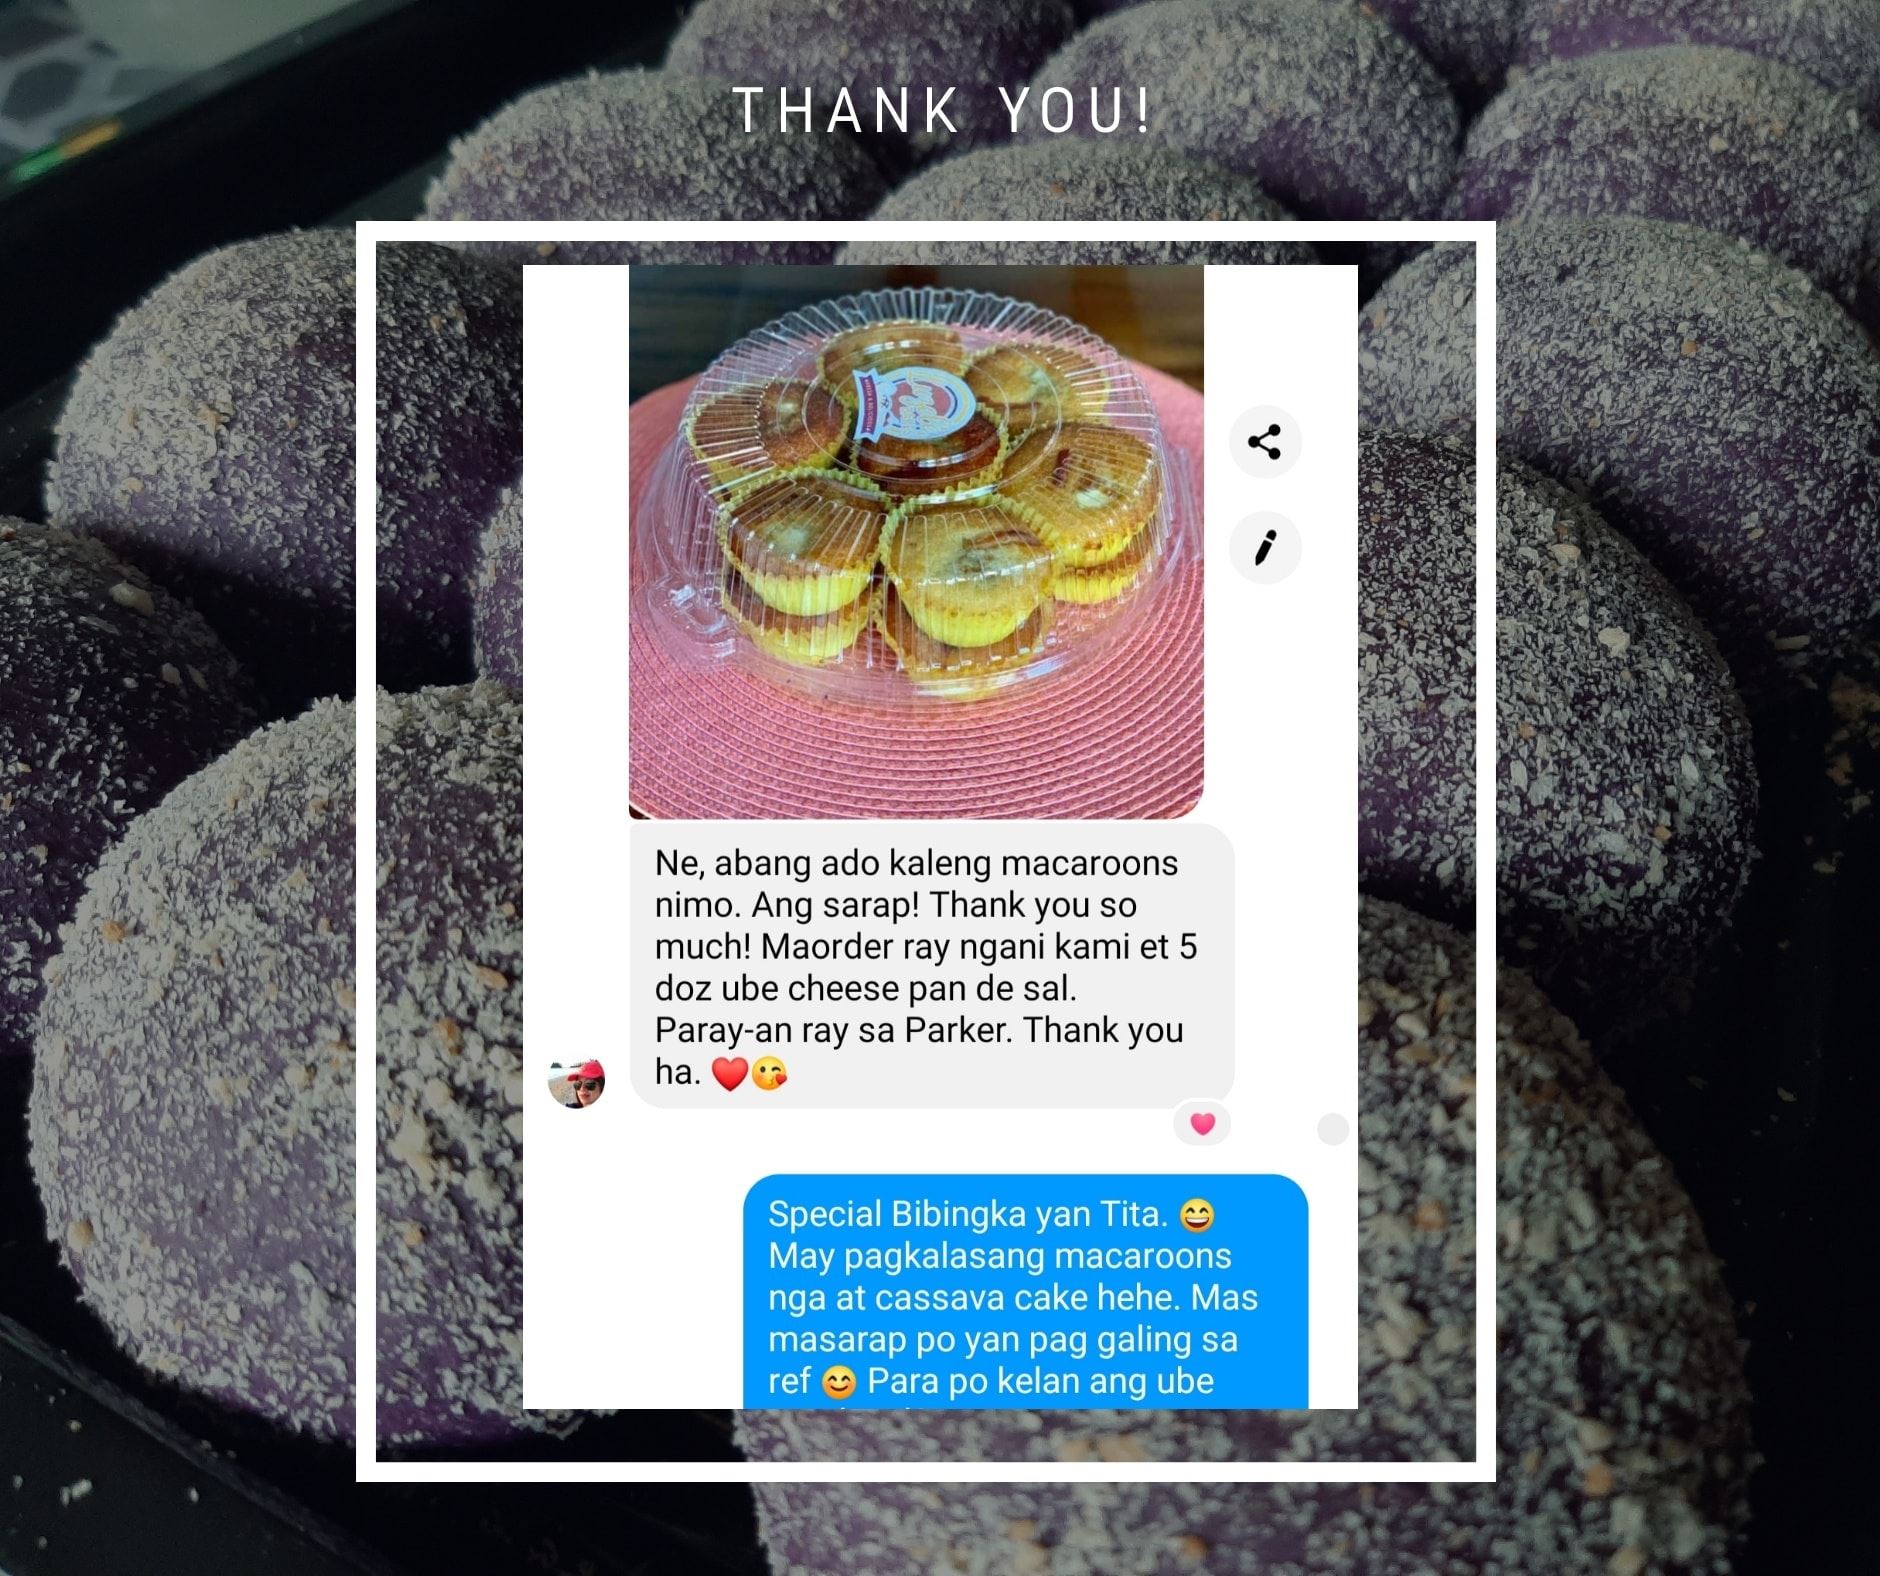 THANK YOU!
Ne, abang ado kaleng macaroons
nimo. Ang sarap! Thank you so
much! Maorder ray ngani kami et 5
doz ube cheese pan de sal.
Paray-an ray sa Parker. Thank you
ha. ❤️😘
Special Bibingka yan Tita. 😄
May pagkalasang macaroons
nga at cassava cake hehe. Mas
masarap po yan pag galing sa
ref 😊 Para po kelan ang ube